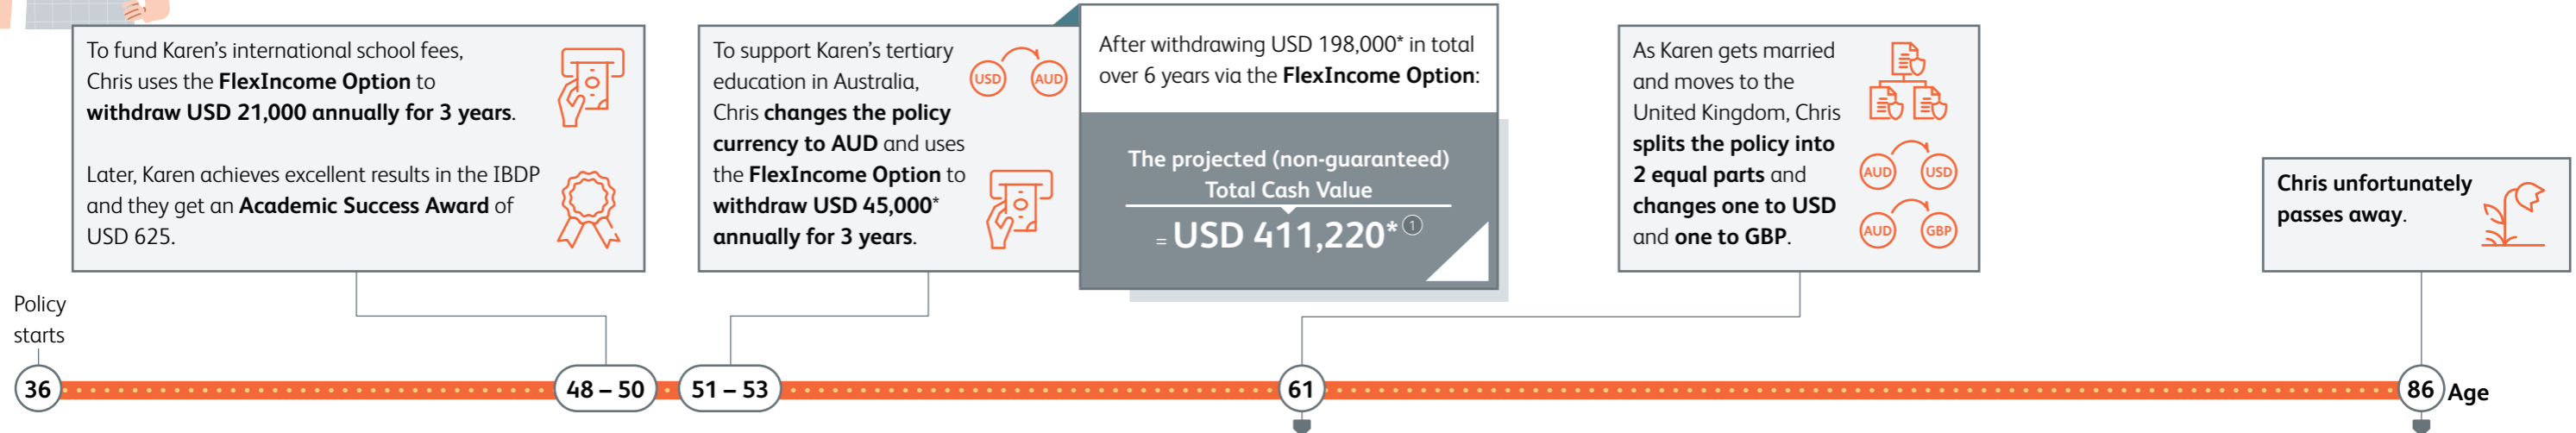 To fund Karen's international school fees,
Chris uses the FlexIncome Option to
withdraw USD 21,000 annually for 3 years.
Later, Karen achieves excellent results in the IBDP
and they get an Academic Success Award of
USD 625.
To support Karen's tertiary
education in Australia,
Chris changes the policy
currency to AUD and uses
the FlexIncome Option to
withdraw USD 45,000*
annually for 3 years.
USD
AUD
After withdrawing USD 198,000* in total
over 6 years via the FlexIncome Option:
The projected (non-guaranteed)
Total Cash Value
= USD 411,220* 1
As Karen gets married
and moves to the
United Kingdom, Chris
splits the policy into
2 equal parts and
changes one to USD
and one to GBP.
AUD
USD
AUD
GBP
Chris unfortunately
passes away.
Policy
starts
36
48 – 50
51 – 53
61
86
Age